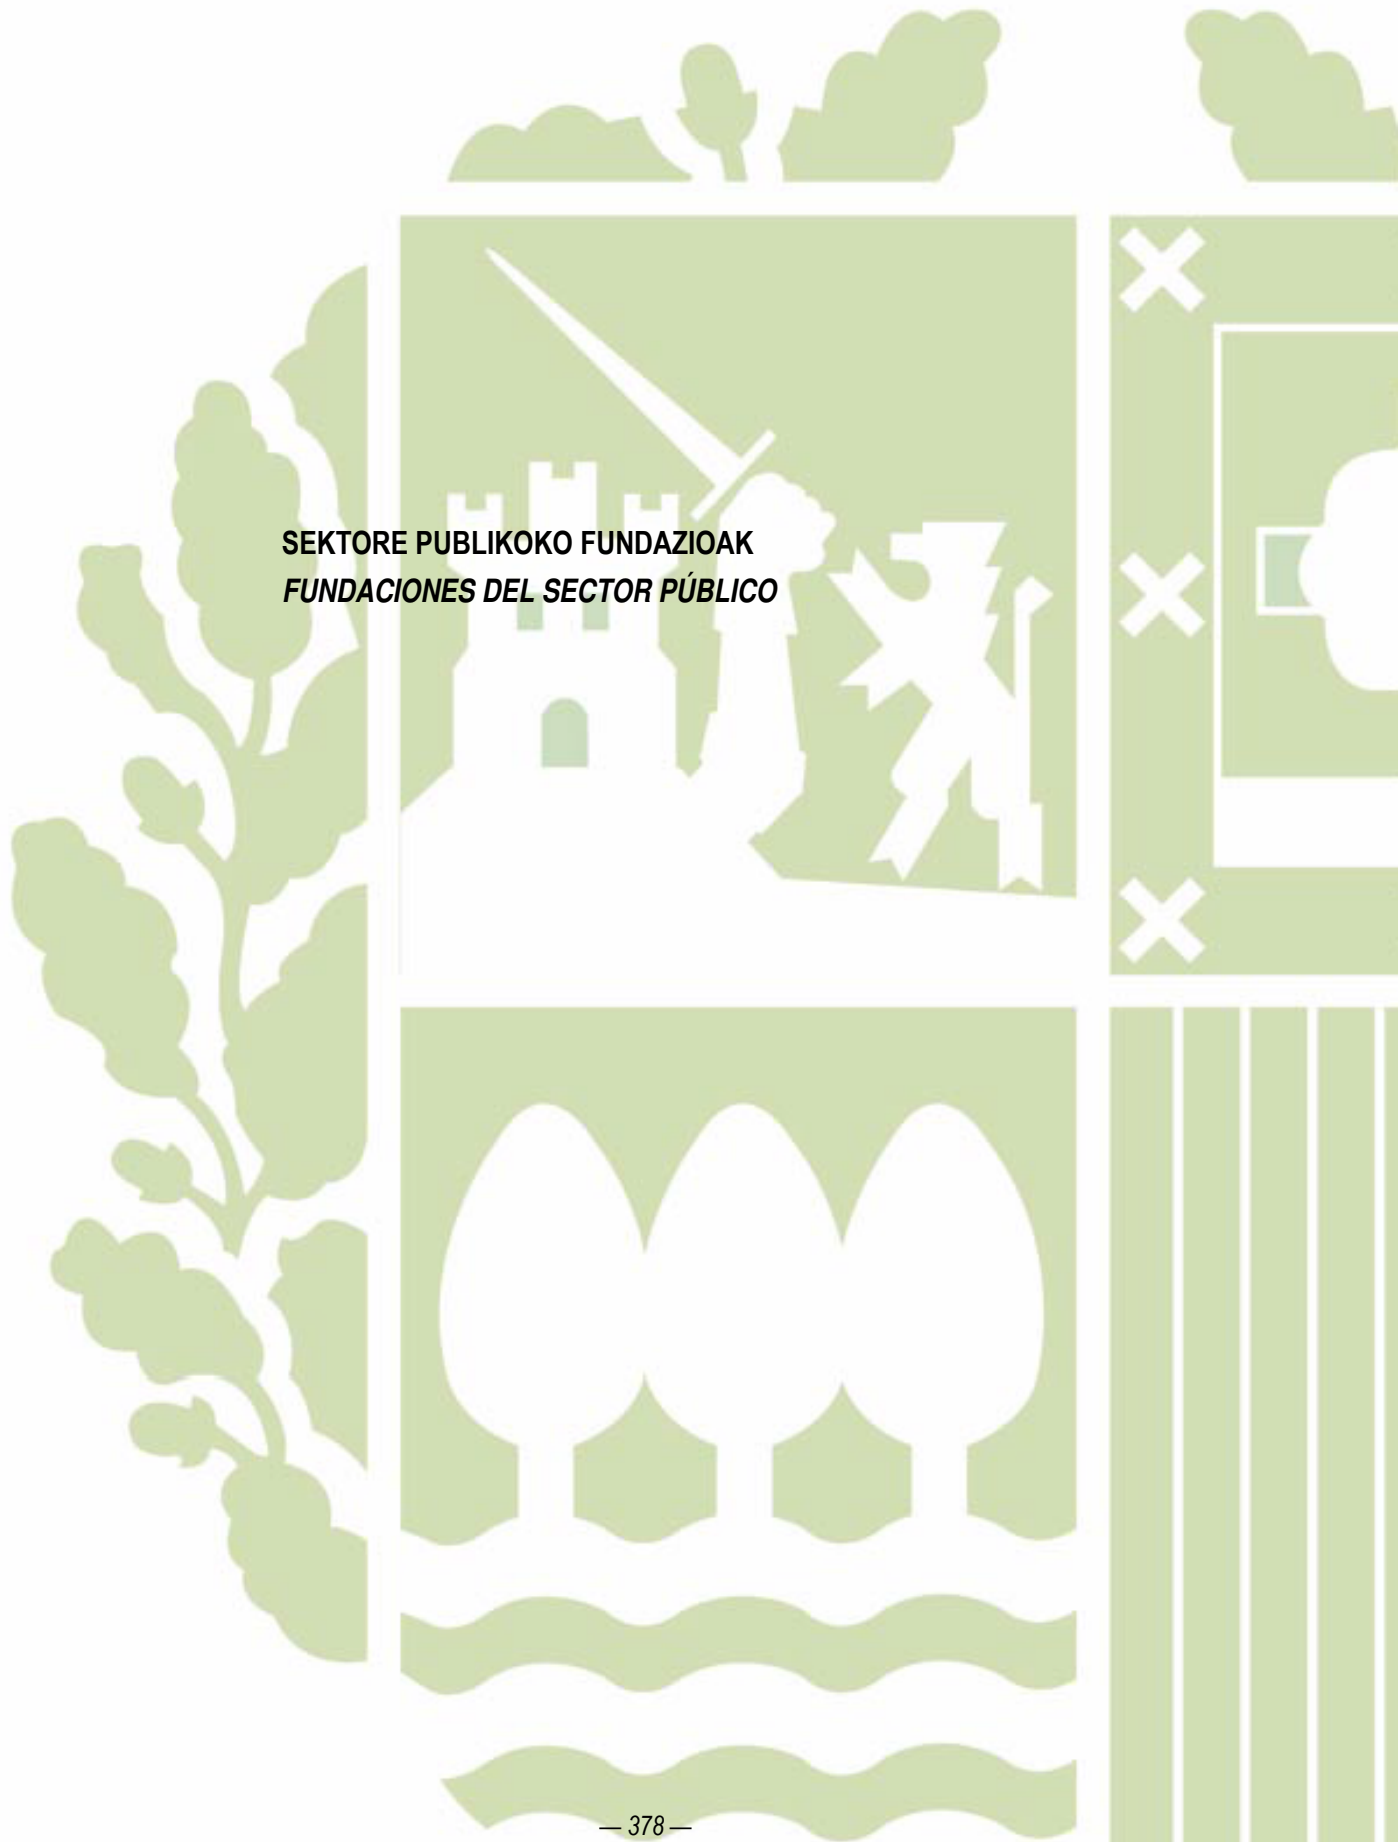 SEKTORE PUBLIKOKO FUNDAZIOAK
FUNDACIONES DEL SECTOR PÚBLICO
— 378 —